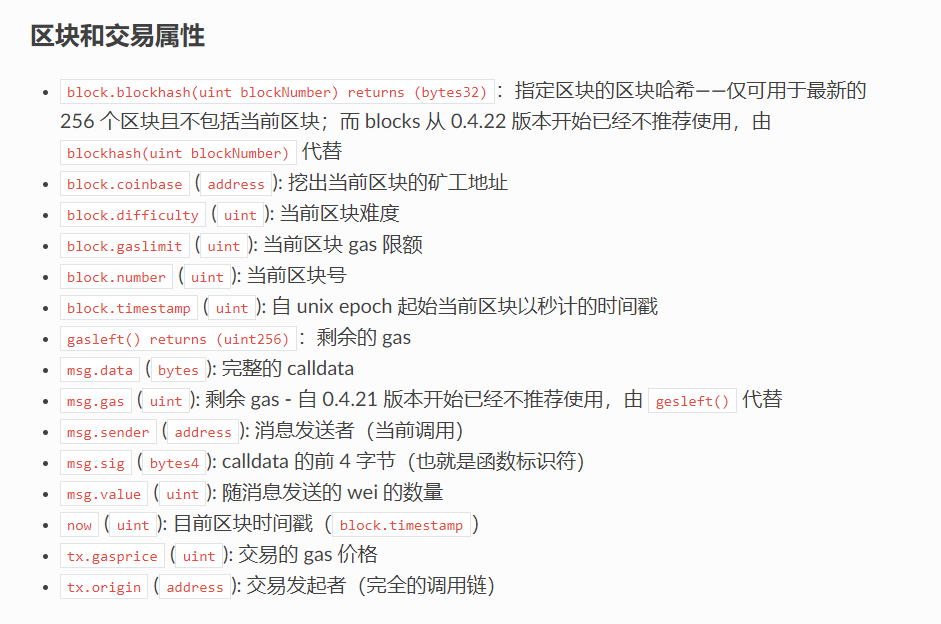 区块和交易属性
block.blockhash(uint blockNumber) returns (bytes32) ：指定区块的区块哈希——仅可用于最新的
256 个区块且不包括当前区块；而 blocks 从 0.4.22 版本开始已经不推荐使用，由
blockhash(uint blockNumber) 代替
block.coinbase ( address ): 挖出当前区块的矿工地址
block.difficulty ( uint ): 当前区块难度
block.gaslimit ( uint ): 当前区块 gas 限额
block.number ( uint ): 当前区块号
block.timestamp ( uint ): 自 unix epoch 起始当前区块以秒计的时间戳
gasleft() returns (uint256) ：剩余的 gas
msg.data ( bytes ): 完整的 calldata
msg.gas ( uint ): 剩余 gas - 自 0.4.21 版本开始已经不推荐使用，由 gesleft() 代替
msg.sender ( address ): 消息发送者（当前调用）
msg.sig ( bytes4 ): calldata 的前 4 字节（也就是函数标识符）
msg.value ( uint ): 随消息发送的 wei 的数量
now ( uint ): 目前区块时间戳（ block.timestamp ）
tx.gasprice ( uint ): 交易的 gas 价格
tx.origin ( address ): 交易发起者（完全的调用链）